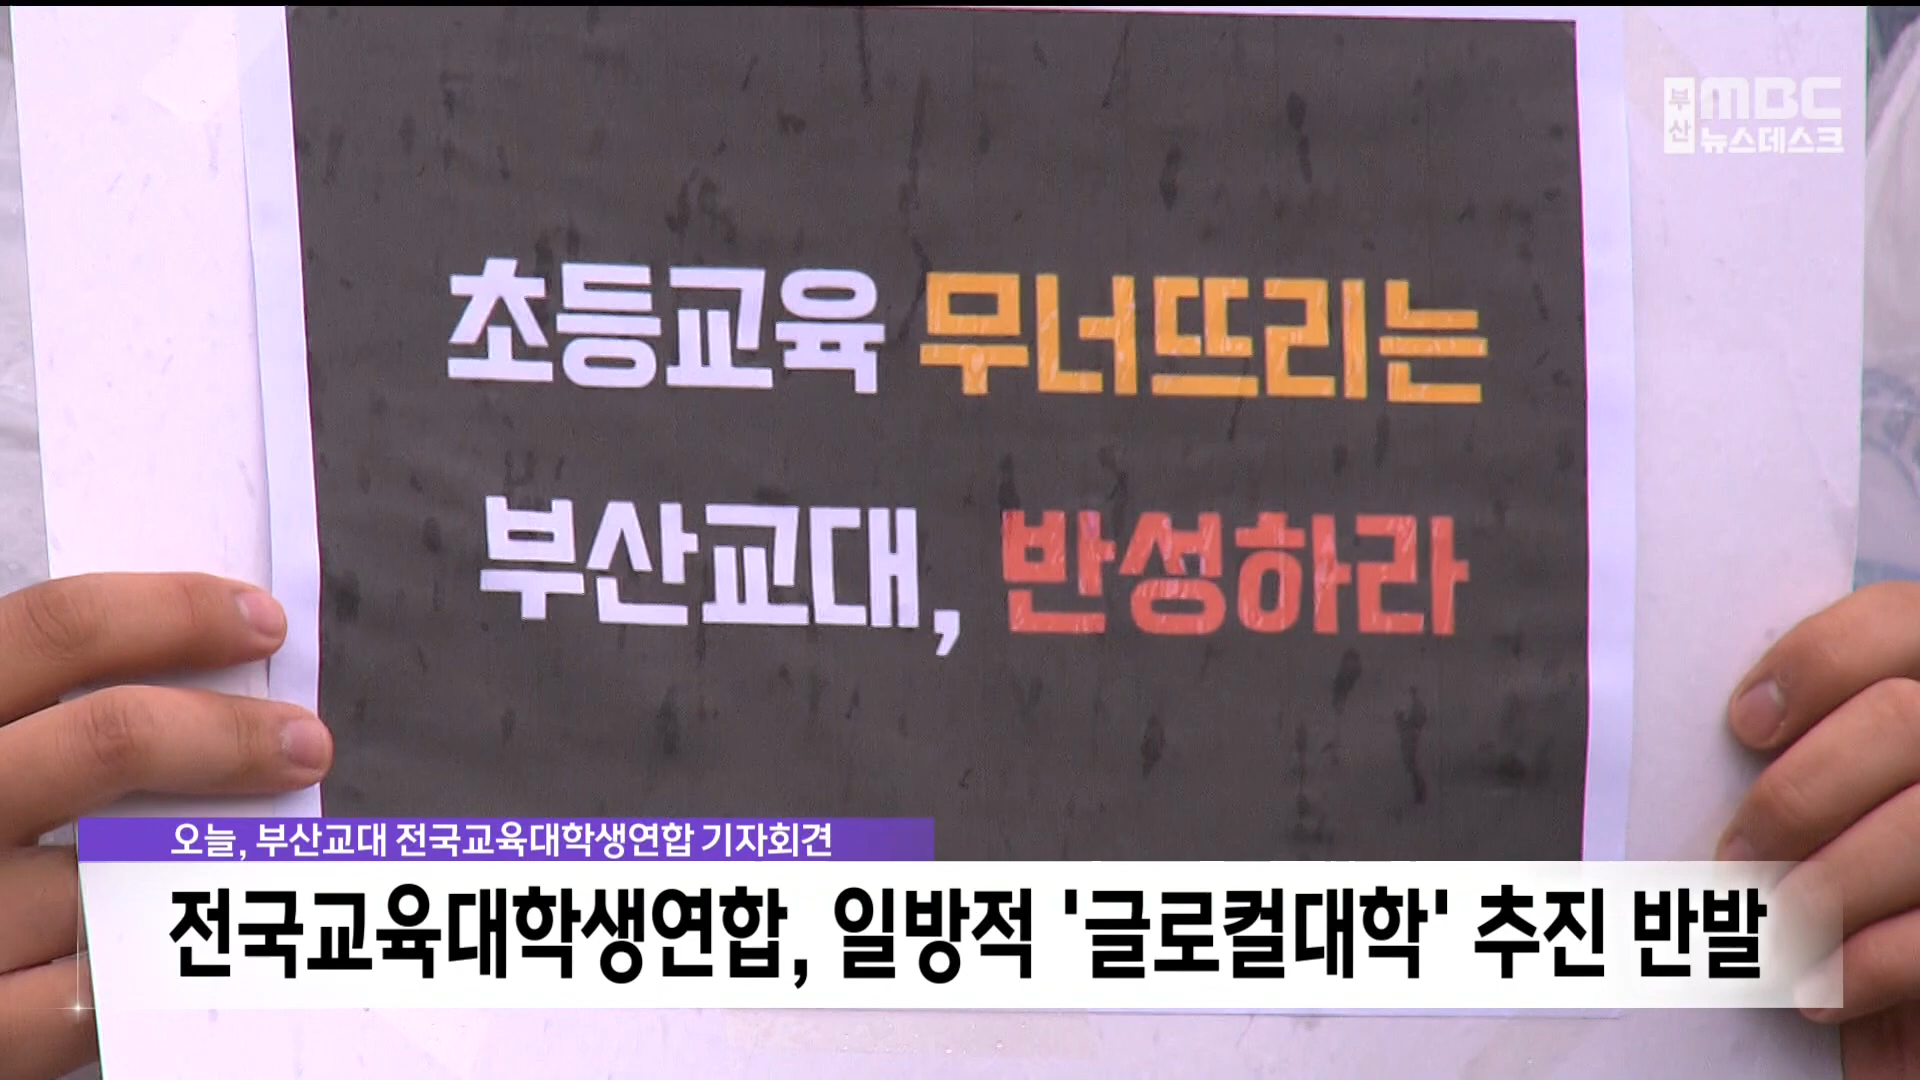 부산
MBC
뉴스데스크
초등교육 무너뜨리는
부산교대, 반성하라
오늘, 부산교대 전국교육대학생연합 기자회견
전국교육대학생연합, 일방적 '글로컬대학' 추진 반발